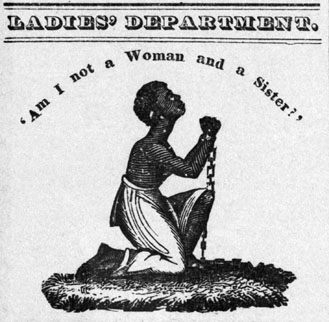 LADIES' DEPARTMENT.
'Am I not a Woman and a Sister?'